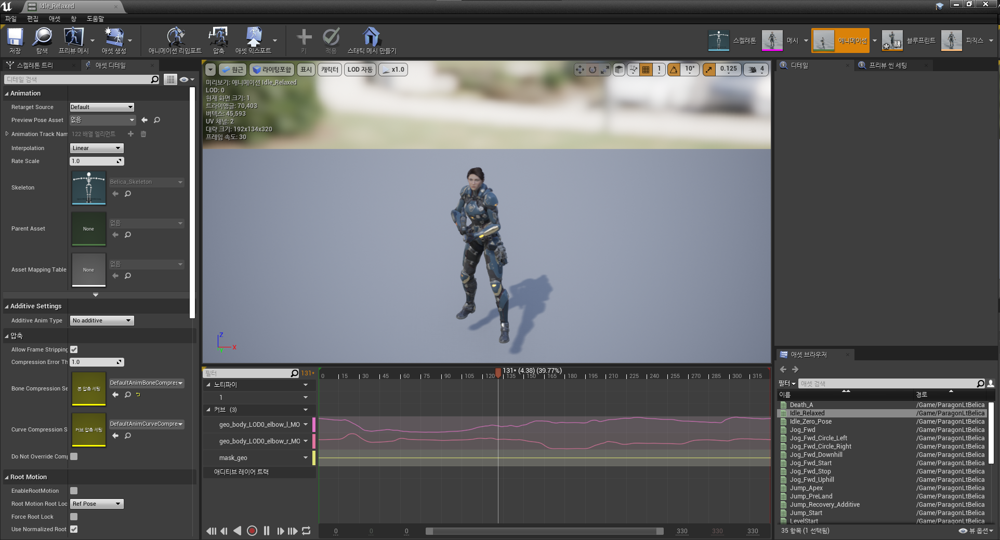 Idle_Relaxed
파일 편집 애셋 창 도움말
저장 탐색 프리뷰 메시 애셋 생성 애니메이션 리임포트 압축 애셋 익스포트 키 적용 스태틱 메시 만들기
스켈레톤 메시 애니메이션 블루프린트 피직스
스켈레톤 트리 애셋 디테일
디테일 검색
Animation
Retarget Source Default
Preview Pose Asset 없음
Animation Track Nam 122 배열 엘리먼트
Interpolation Linear
Rate Scale 1.0
Skeleton Belica_Skeleton
Parent Asset None 없음
Asset Mapping Table None 없음
Additive Settings
Additive Anim Type No additive
압축
Allow Frame Stripping
Compression Error Th 1.0
Bone Compression Se 본 압축 세팅 DefaultAnimBoneCompres
Curve Compression S 커브 압축 세팅 DefaultAnimCurveCompre
Do Not Override Comp
Root Motion
EnableRootMotion
Root Motion Root Loc Ref Pose
Force Root Lock
Use Normalized Root
원근 라이팅포함 표시 캐릭터 LOD 자동 x1.0
1 10° 0.125 4
미리보기: 애니메이션 Idle_Relaxed
LOD: 0
현재 화면 크기: 1
트라이앵글: 70,403
버텍스: 45,593
UV 채널: 2
대략 크기: 192x134x320
프레임 속도: 30
Z
X
Y
필터 131*
131* (4.38) (39.77%)
0 15 30 45 60 75 90 105 120 135 150 165 180 195 210 225 240 255 270 285 300 315
노티파이
1
커브 (3)
geo_body_LOD0_elbow_l_MO
geo_body_LOD0_elbow_r_MO
mask_geo
애디티브 레이어 트랙
0 0 0 330 330 330
디테일 프리뷰 씬 세팅
애셋 브라우저
필터 애셋 검색
이름 경로
Death_A /Game/ParagonLtBelica
Idle_Relaxed /Game/ParagonLtBelica
Idle_Zero_Pose /Game/ParagonLtBelica
Jog_Fwd /Game/ParagonLtBelica
Jog_Fwd_Circle_Left /Game/ParagonLtBelica
Jog_Fwd_Circle_Right /Game/ParagonLtBelica
Jog_Fwd_Downhill /Game/ParagonLtBelica
Jog_Fwd_Start /Game/ParagonLtBelica
Jog_Fwd_Stop /Game/ParagonLtBelica
Jog_Fwd_Uphill /Game/ParagonLtBelica
Jump_Apex /Game/ParagonLtBelica
Jump_PreLand /Game/ParagonLtBelica
Jump_Recovery_Additive /Game/ParagonLtBelica
Jump_Start /Game/ParagonLtBelica
LevelStart /Game/ParagonLtBelica
35 항목 (1 선택됨) 뷰 옵션